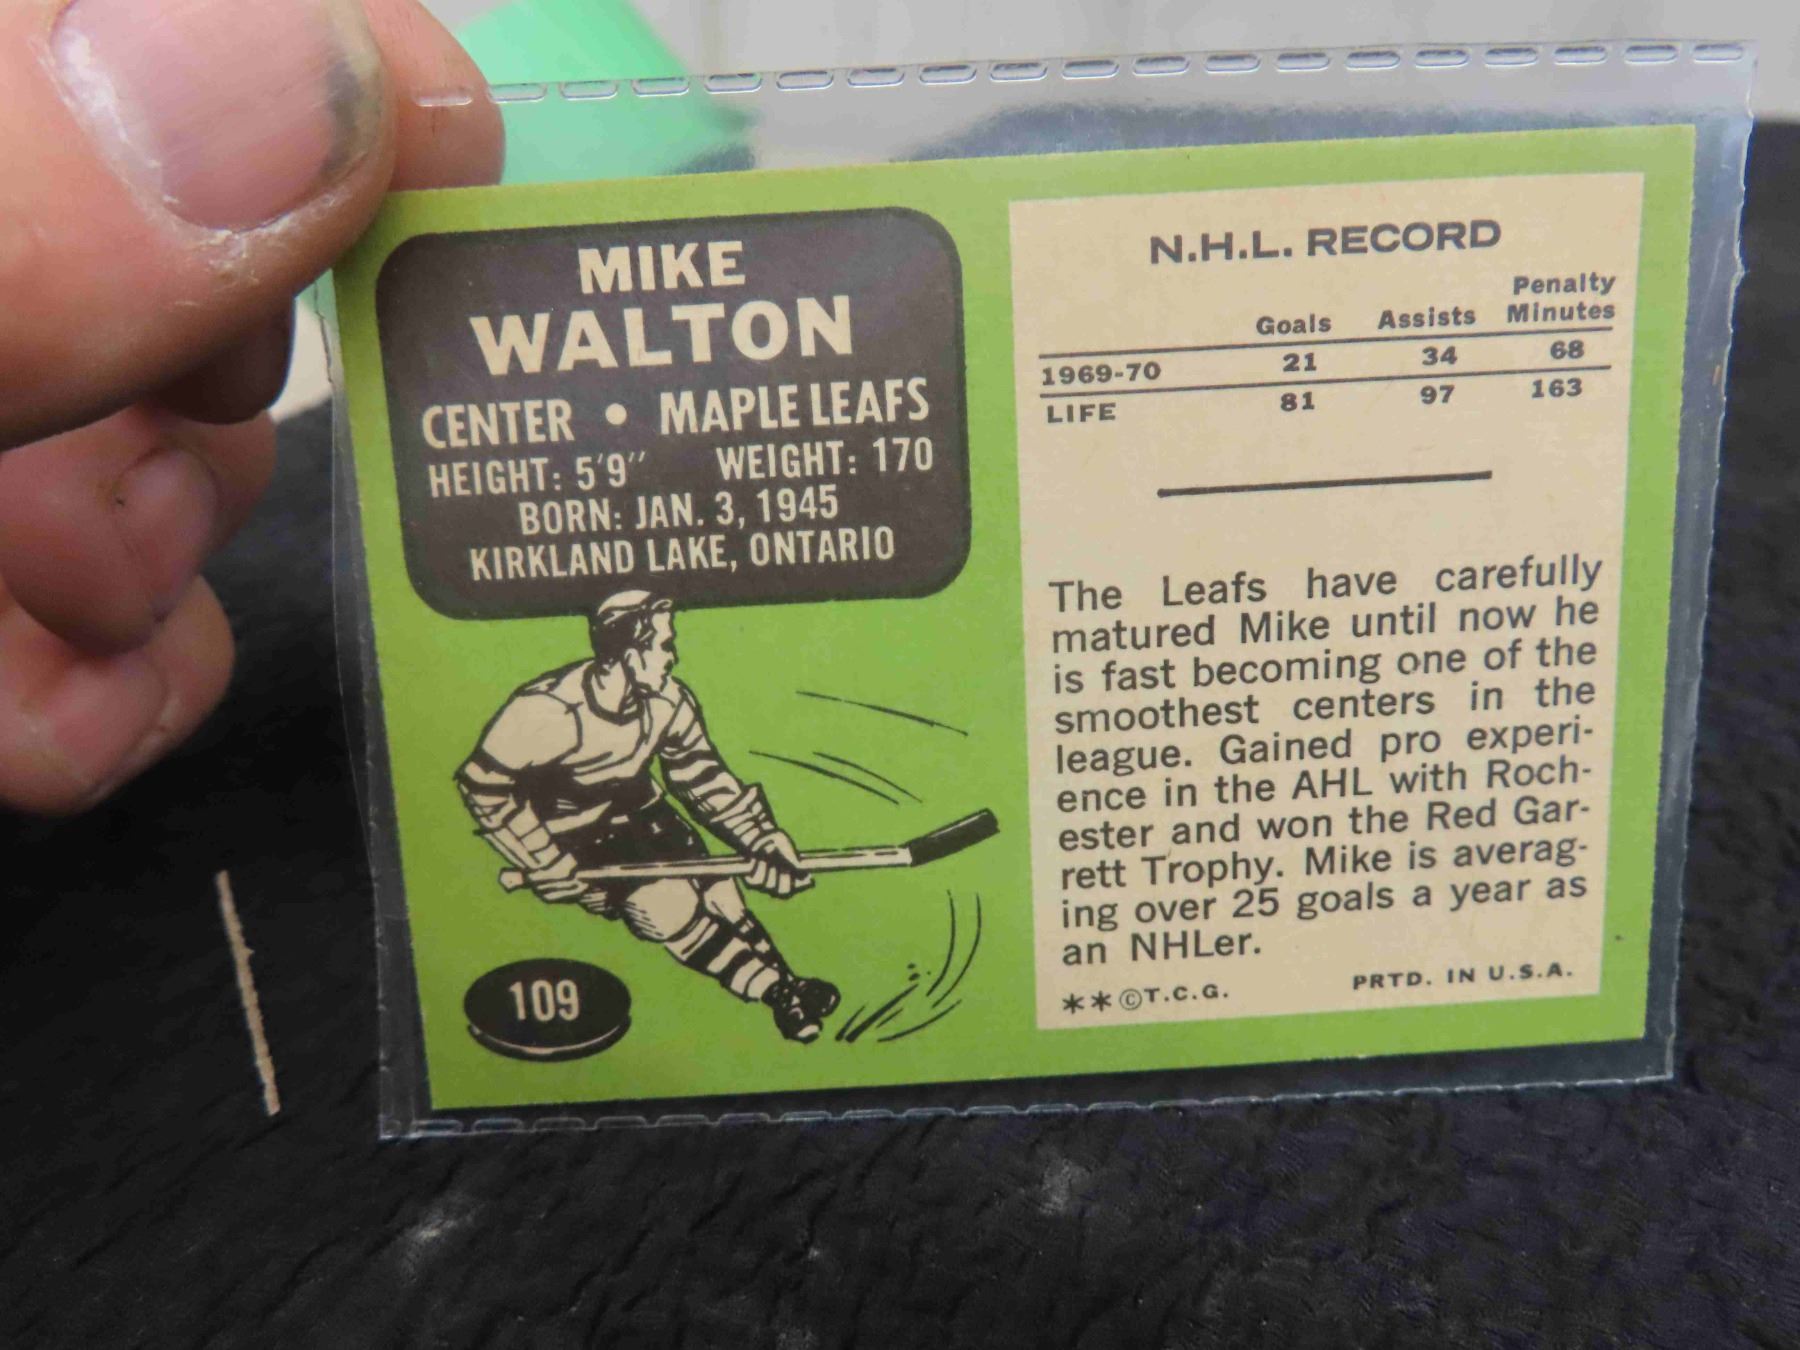 MIKE
WALTON
CENTER • MAPLE LEAFS
HEIGHT: 5'9" WEIGHT: 170
BORN: JAN. 3, 1945
KIRKLAND LAKE, ONTARIO
109
N.H.L. RECORD
Penalty
Goals Assists Minutes
1969-70 21 34 68
LIFE 81 97 163
The Leafs have carefully
matured Mike until now he
is fast becoming one of the
smoothest centers in the
league. Gained pro experi-
ence in the AHL with Roch-
ester and won the Red Gar-
rett Trophy. Mike is averag-
ing over 25 goals a year as
an NHLer.
**©T.C.G. PRTD. IN U.S.A.